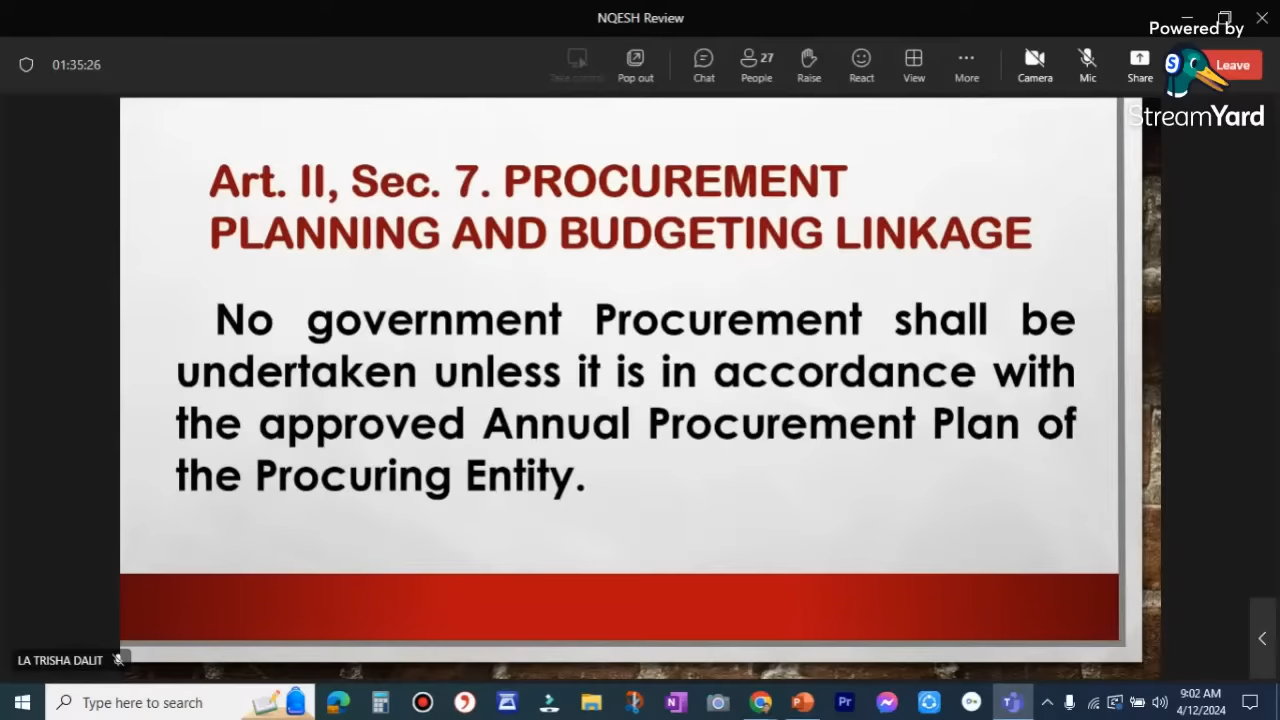 NQESH Review
Powered by
01:35:26
Take control
Pop out
Chat
27
People
Raise
React
View
More
Camera
Mic
Share
Leave
StreamYard
Art. II, Sec. 7. PROCUREMENT
PLANNING AND BUDGETING LINKAGE
No government Procurement shall be
undertaken unless it is in accordance with
the approved Annual Procurement Plan of
the Procuring Entity.
LA TRISHA DALIT
Type here to search
Pr
9:02 AM
4/12/2024